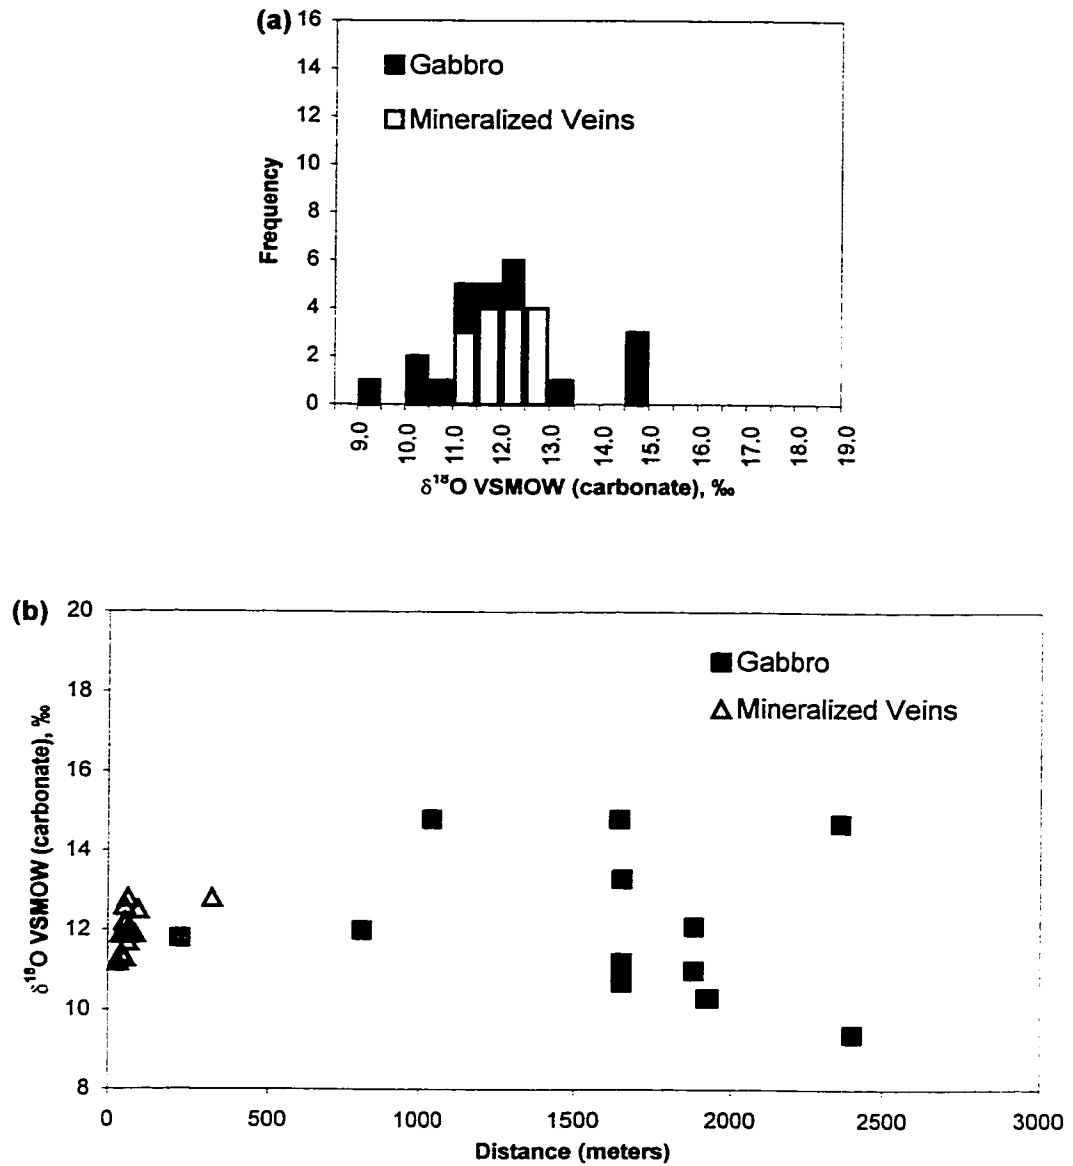 (a)
16
14
12
10
8
6
4
2
0
Frequency
Gabbro
Mineralized Veins
9.0 10.0 11.0 12.0 13.0 14.0 15.0 16.0 17.0 18.0 19.0
δ¹⁸O VSMOW (carbonate), ‰
(b)
20
18
16
14
12
10
8
δ¹⁸O VSMOW (carbonate), ‰
Gabbro
Mineralized Veins
0 500 1000 1500 2000 2500 3000
Distance (meters)